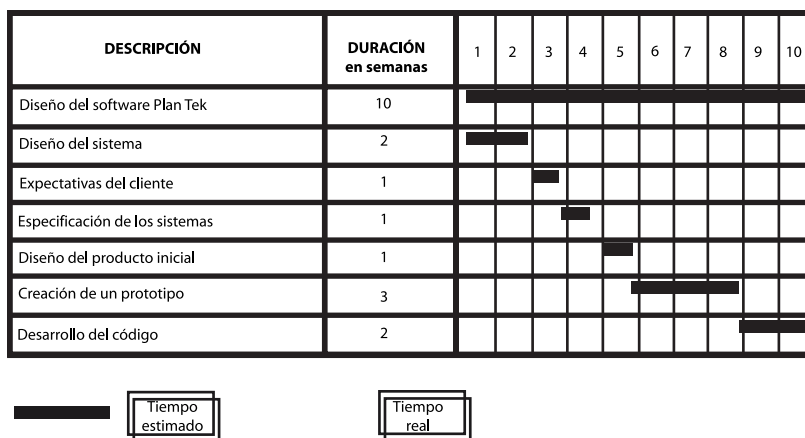 DESCRIPCIÓN DURACIÓN en semanas 1 2 3 4 5 6 7 8 9 10
Diseño del software Plan Tek 10
Diseño del sistema 2
Expectativas del cliente 1
Especificación de los sistemas 1
Diseño del producto inicial 1
Creación de un prototipo 3
Desarrollo del código 2
Tiempo estimado
Tiempo real